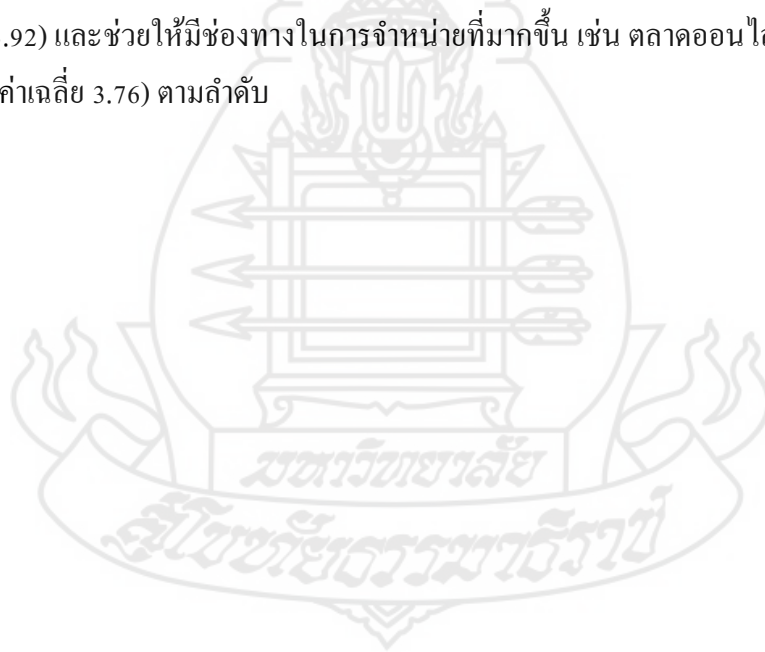 .92) และช่วยให้มีช่องทางในการจำหน่ายที่มากขึ้น เช่น ตลาดออนไล
ค่าเฉลี่ย 3.76) ตามลำดับ
มหาวิทยาลัย
สุโขทัยธรรมาธิราช